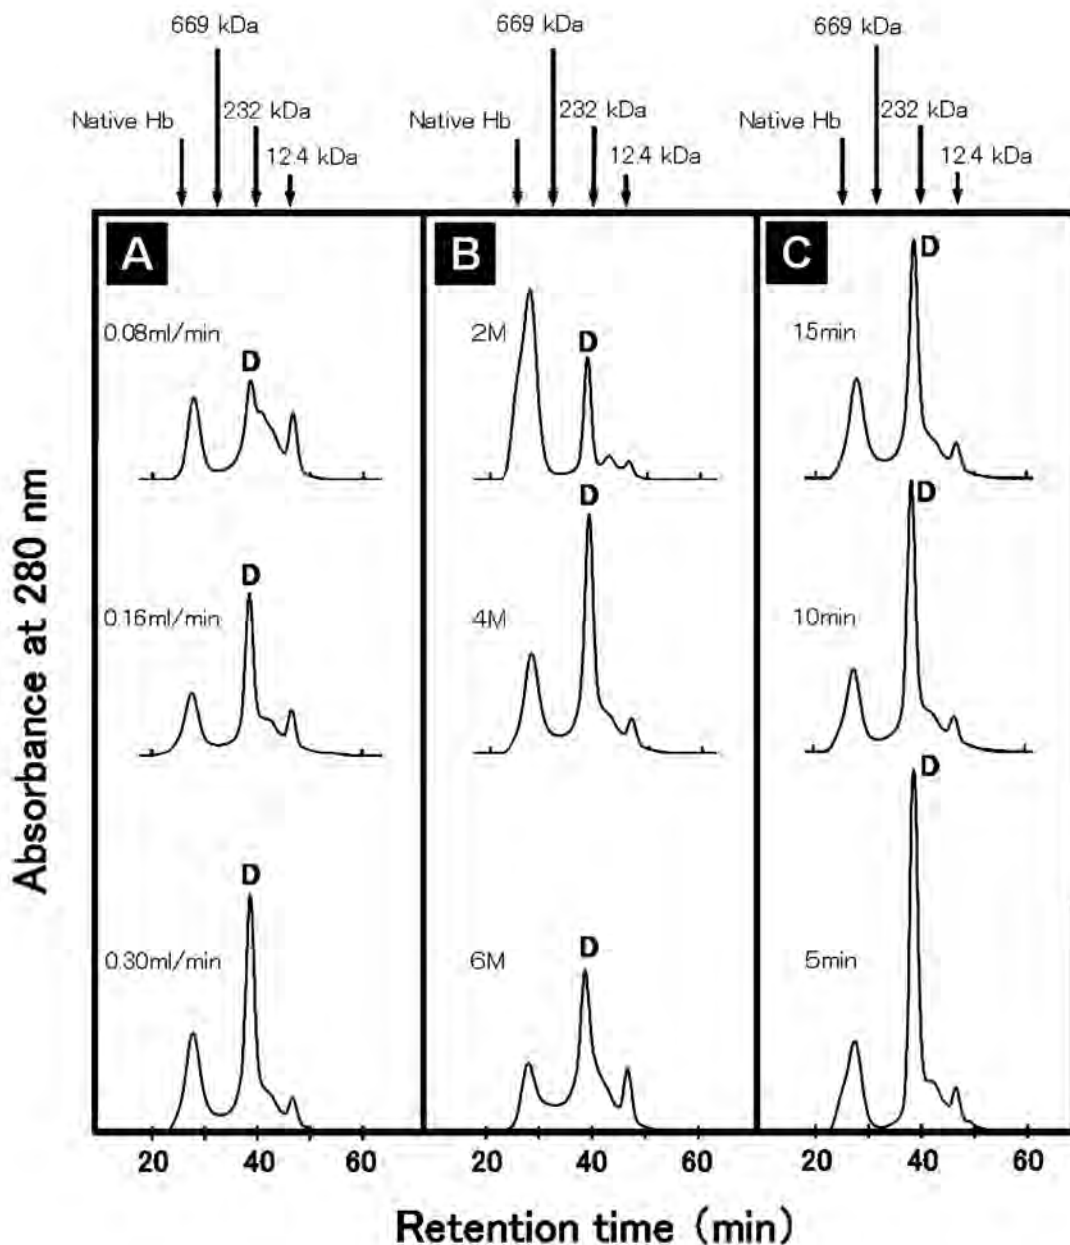 669 kDa
669 kDa
669 kDa
Native Hb
232 kDa
Native Hb
232 kDa
Native Hb
232 kDa
12.4 kDa
12.4 kDa
12.4 kDa
A
B
C
D
0.08ml/min
D
2M
D
15min
D
0.16ml/min
D
4M
D
10min
D
0.30ml/min
D
6M
D
5min
20
40
60
20
40
60
20
40
60
Absorbance at 280 nm
Retention time (min)